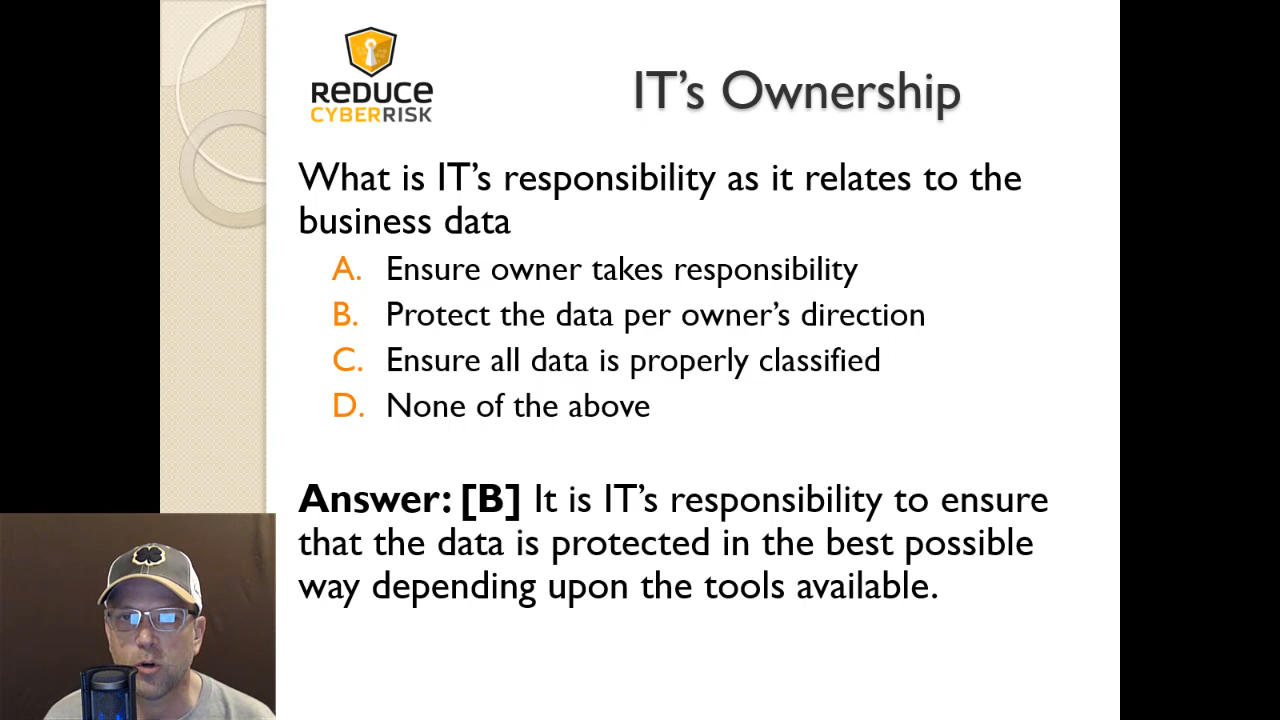 REDUCE
CYBERRISK
IT's Ownership
What is IT's responsibility as it relates to the
business data
A. Ensure owner takes responsibility
B. Protect the data per owner's direction
C. Ensure all data is properly classified
D. None of the above
Answer: [B] It is IT's responsibility to ensure
that the data is protected in the best possible
way depending upon the tools available.